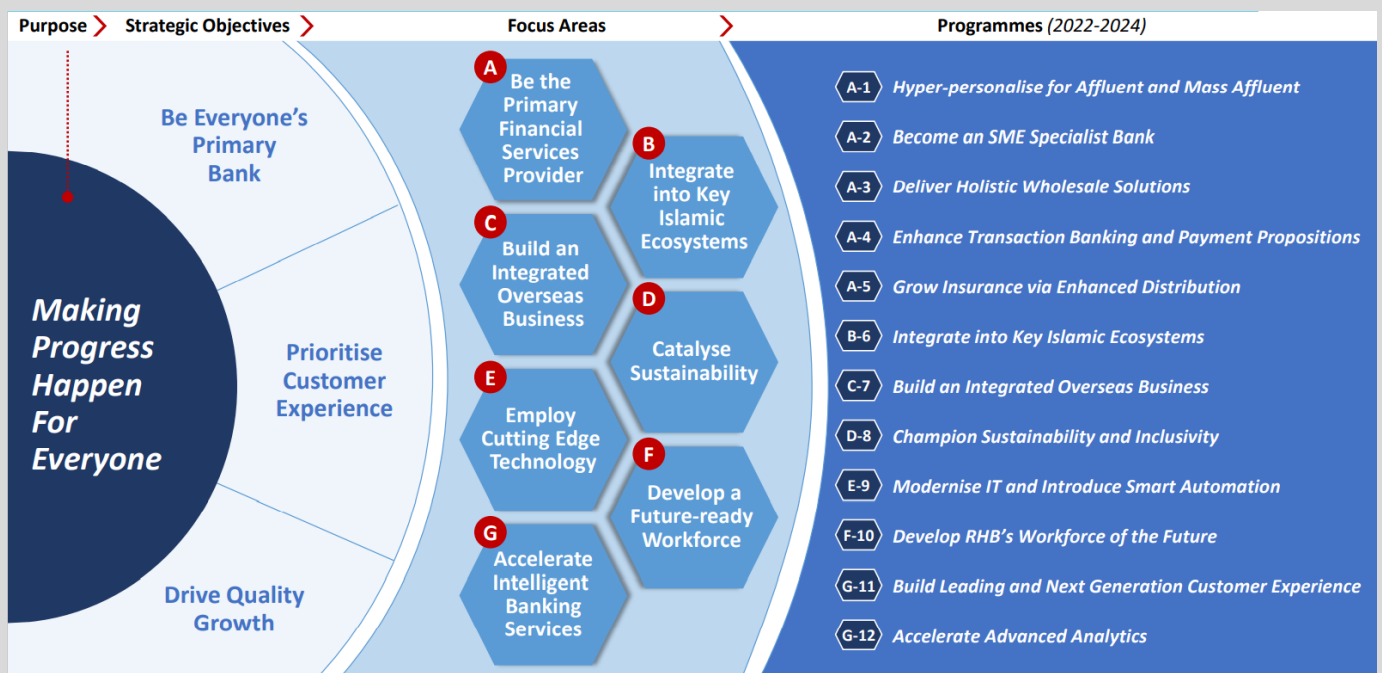 Purpose
Strategic Objectives
Focus Areas
Programmes (2022-2024)
Making
Progress
Happen
For
Everyone
Be Everyone's
Primary
Bank
Prioritise
Customer
Experience
Drive Quality
Growth
A
Be the
Primary
Financial
Services
Provider
B
Integrate
into Key
Islamic
Ecosystems
C
Build an
Integrated
Overseas
Business
D
Catalyse
Sustainability
E
Employ
Cutting Edge
Technology
F
Develop a
Future-ready
Workforce
G
Accelerate
Intelligent
Banking
Services
A-1 Hyper-personalise for Affluent and Mass Affluent
A-2 Become an SME Specialist Bank
A-3 Deliver Holistic Wholesale Solutions
A-4 Enhance Transaction Banking and Payment Propositions
A-5 Grow Insurance via Enhanced Distribution
B-6 Integrate into Key Islamic Ecosystems
C-7 Build an Integrated Overseas Business
D-8 Champion Sustainability and Inclusivity
E-9 Modernise IT and Introduce Smart Automation
F-10 Develop RHB's Workforce of the Future
G-11 Build Leading and Next Generation Customer Experience
G-12 Accelerate Advanced Analytics